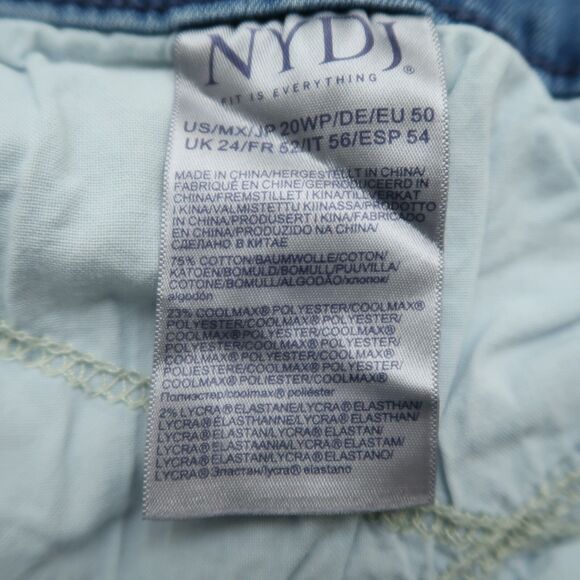 NYDJ®
FIT IS EVERYTHING
US/MX/JP 20WP/DE/EU 50
UK 24/FR 52/IT 56/ESP 54
MADE IN CHINA/HERGESTELLT IN CHINA/
FABRIQUÉ EN CHINE/GEPRODUCEERD IN
CHINA/FREMSTILLET I KINA/TILLVERKAT
I KINA/VALMISTETTU KIINASSA/PRODOTTO
IN CHINA/PRODUSERT I KINA/FABRICADO
EN CHINA/PRODUZIDO NA CHINA/
СДЕЛАНО В КИТАЕ
75% COTTON/BAUMWOLLE/COTON/
KATOEN/BOMULD/BOMULL/PUUVILLA/
COTONE/BOMULL/ALGODÃO/хлопок/
algodón
23% COOLMAX® POLYESTER/COOLMAX®
POLYESTER/COOLMAX® POLYESTER/
COOLMAX® POLYESTER/COOLMAX®
POLYESTER/COOLMAX® POLYESTER/
COOLMAX® POLYESTERI/COOLMAX®
POLIESTERE/COOLMAX® POLYESTER/
COOLMAX® POLIESTER/COOLMAX®
Полиэстер/coolmax® poliéster
2% LYCRA® ELASTANE/LYCRA® ELASTHAN/
LYCRA® ELASTHANNE/LYCRA® ELASTAAN/
LYCRA® ELASTAN/LYCRA® ELASTAN/
LYCRA® ELASTAANIA/LYCRA® ELASTAM/
LYCRA® ELASTAN/LYCRA® ELASTANO/
LYCRA® Эластан/lycra® elastano